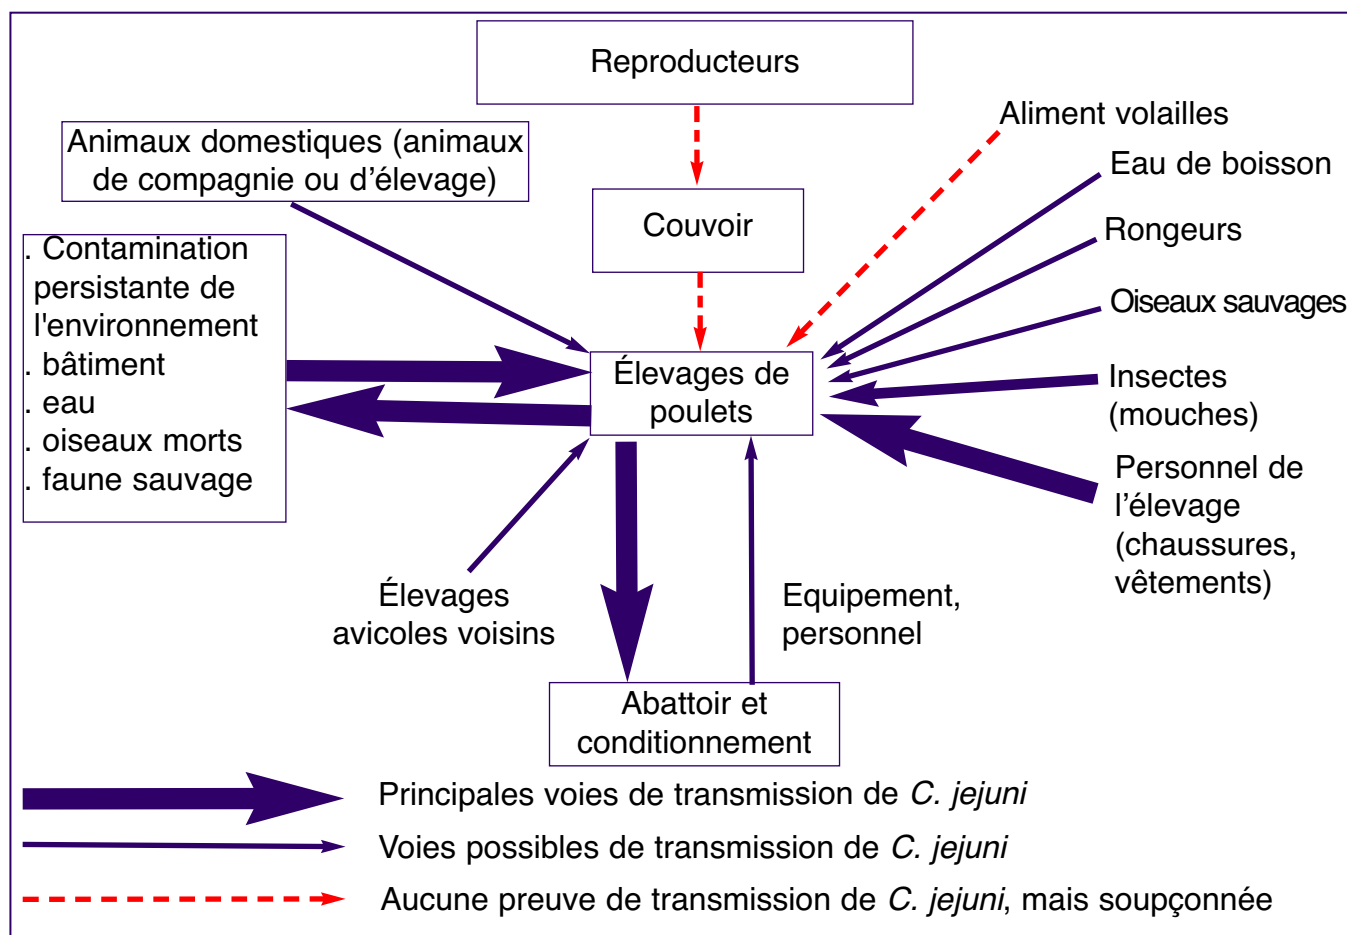 Reproducteurs
Aliment volailles
Animaux domestiques (animaux
de compagnie ou d'élevage)
Eau de boisson
Couvoir
Rongeurs
. Contamination
persistante de
l'environnement
. bâtiment
. eau
. oiseaux morts
. faune sauvage
Oiseaux sauvages
Élevages de
poulets
Insectes
(mouches)
Personnel de
l’élevage
(chaussures,
vêtements)
Élevages
avicoles voisins
Equipement,
personnel
Abattoir et
conditionnement
Principales voies de transmission de C. jejuni
Voies possibles de transmission de C. jejuni
Aucune preuve de transmission de C. jejuni, mais soupçonnée